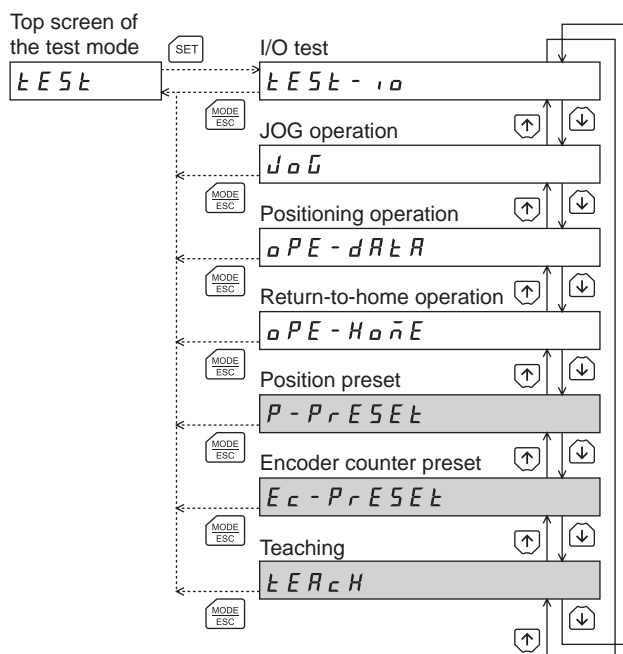 Top screen of
the test mode
SET
I/O test
tESt
tESt-io
MODE
ESC
JOG operation
↑
↓
JoG
MODE
ESC
Positioning operation
↑
↓
oPE-dAtA
MODE
ESC
Return-to-home operation
↑
↓
oPE-HomE
MODE
ESC
Position preset
↑
↓
P-PrESEt
MODE
ESC
Encoder counter preset
↑
↓
Ec-PrESEt
MODE
ESC
Teaching
↑
↓
tEAcH
MODE
ESC
↑
↓